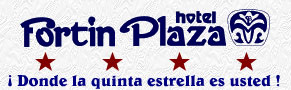 hotel
Fortin Plaza
¡ Donde la quinta estrella es usted !